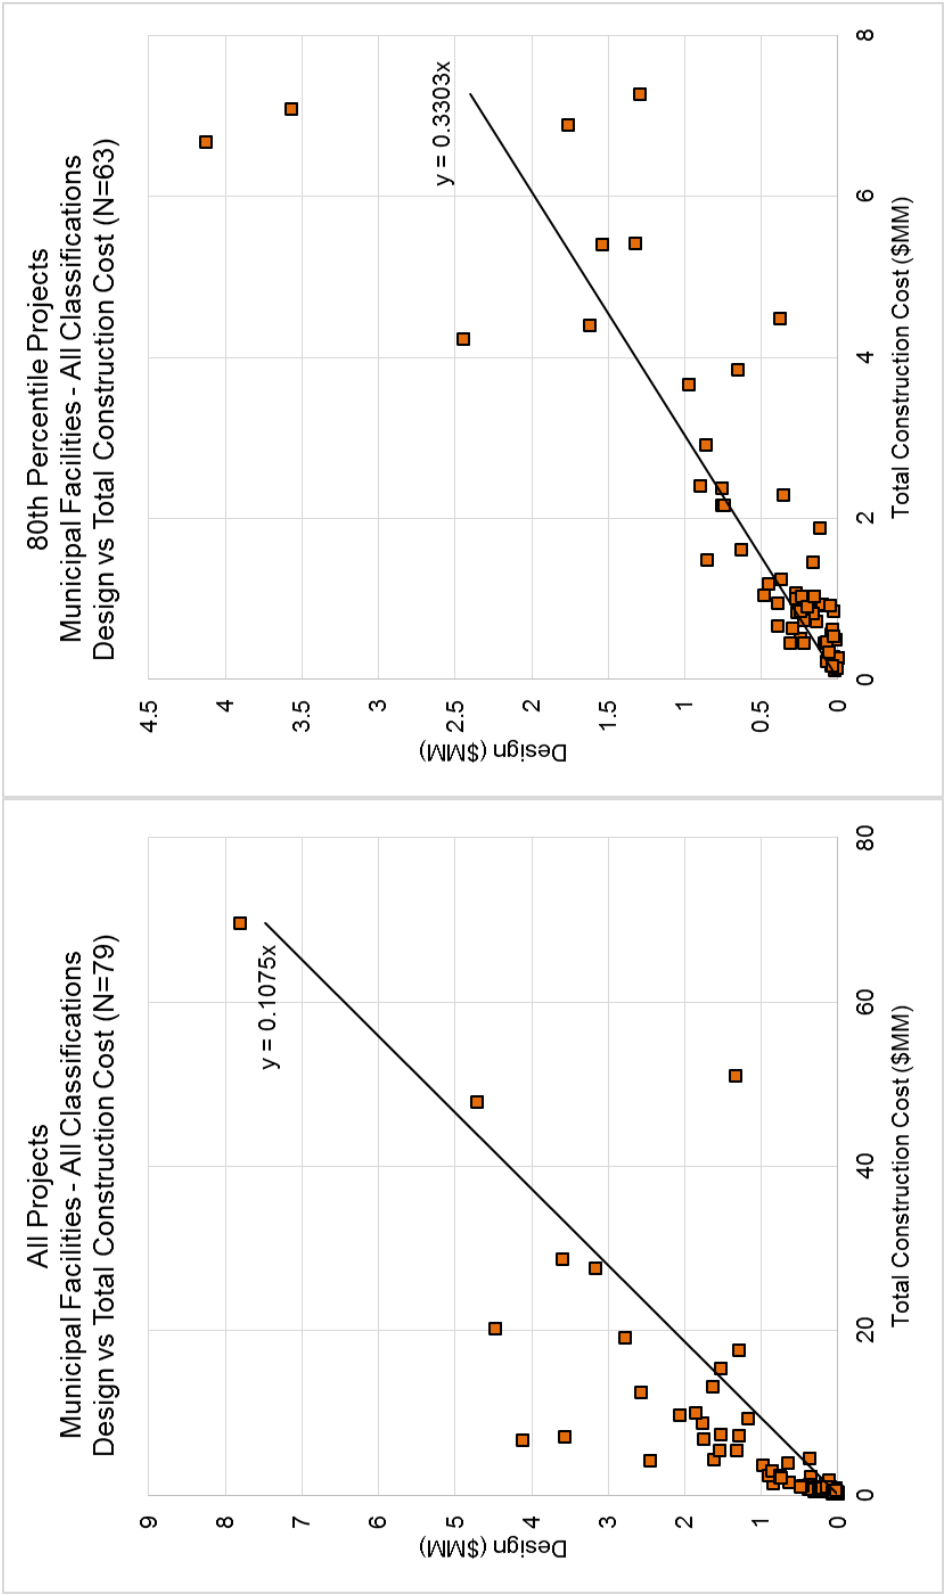 All Projects
Municipal Facilities - All Classifications
Design vs Total Construction Cost (N=79)
9
8
7
6
5
4
3
2
1
0
Design ($MM)
y = 0.1075x
0
20
40
60
80
Total Construction Cost ($MM)
80th Percentile Projects
Municipal Facilities - All Classifications
Design vs Total Construction Cost (N=63)
4.5
4
3.5
3
2.5
2
1.5
1
0.5
0
Design ($MM)
y = 0.3303x
0
2
4
6
8
Total Construction Cost ($MM)